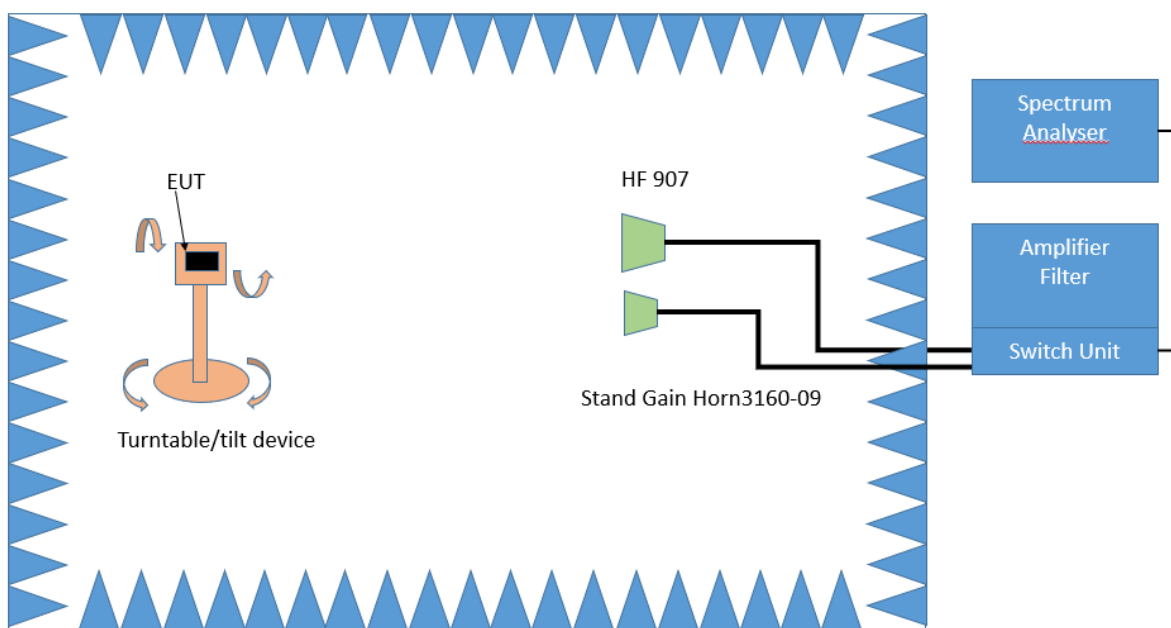 Spectrum
Analyser
HF 907
EUT
Amplifier
Filter
Switch Unit
Stand Gain Horn3160-09
Turntable/tilt device